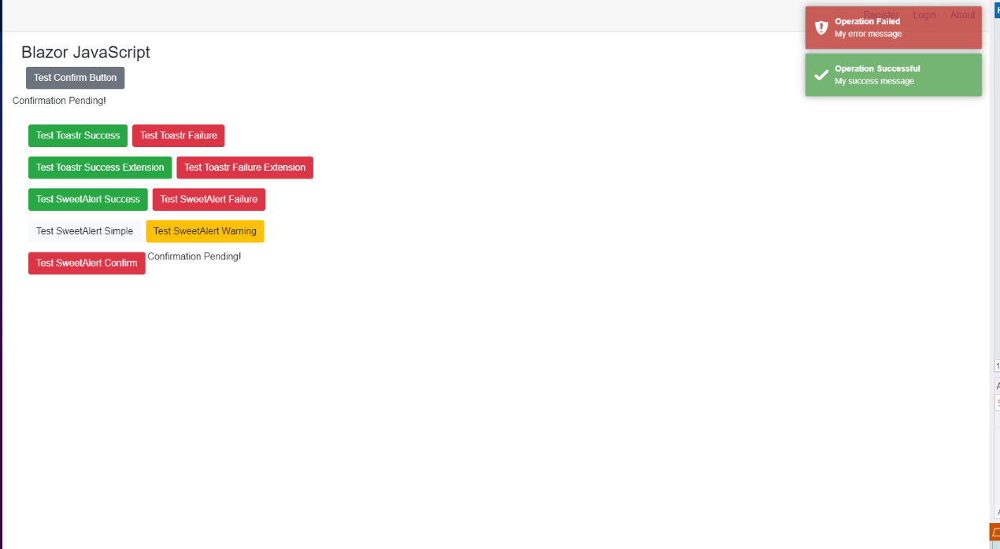 Register Login About
Operation Failed
My error message
Operation Successful
My success message
Blazor JavaScript
Test Confirm Button
Confirmation Pending!
Test Toastr Success Test Toastr Failure
Test Toastr Success Extension Test Toastr Failure Extension
Test SweetAlert Success Test SweetAlert Failure
Test SweetAlert Simple Test SweetAlert Warning
Test SweetAlert Confirm Confirmation Pending!